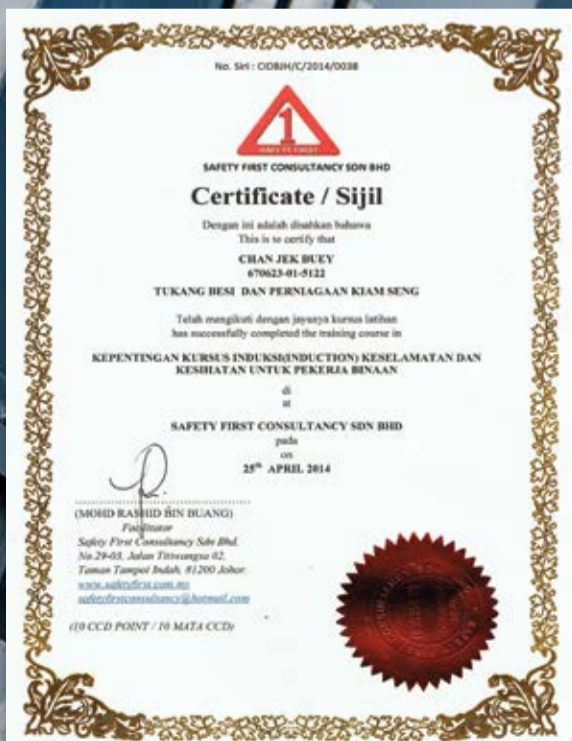 No. Siri : CIDBJH/C/2014/0038
1
SAFETY FIRST
SAFETY FIRST CONSULTANCY SDN BHD
Certificate / Sijil
Dengan ini adalah disahkan bahawa
This is to certify that
CHAN JEK BUEY
670623-01-5122
TUKANG BESI DAN PERNIAGAAN KIAM SENG
Telah mengikuti dengan jayanya kursus latihan
has successfully completed the training course in
KEPENTINGAN KURSUS INDUKSI(INDUCTION) KESELAMATAN DAN
KESIHATAN UNTUK PEKERJA BINAAN
di
at
SAFETY FIRST CONSULTANCY SDN BHD
pada
on
25th APRIL 2014
(MOHD RASHID BIN BUANG)
Facilitator
Safety First Consultancy Sdn Bhd.
No.29-03, Jalan Titiwangsa 02,
Taman Tampoi Indah, 81200 Johor.
www.safetyfirst.com.my
safetyfirstconsultancy@hotmail.com
(10 CCD POINT / 10 MATA CCD)